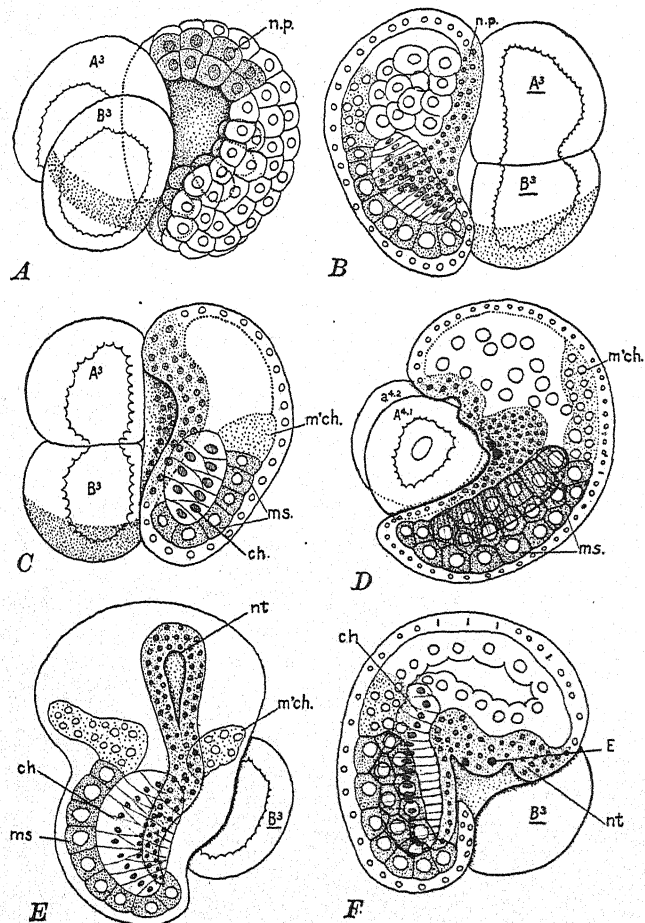 n.p.
A³
B³
A
n.p.
A³
B³
B
A³
B³
m'ch.
ms.
ch.
C
a4.2
A4.1
m'ch.
ms.
D
nt
m'ch.
ch
ms
B³
E
ch
E
nt
B³
F